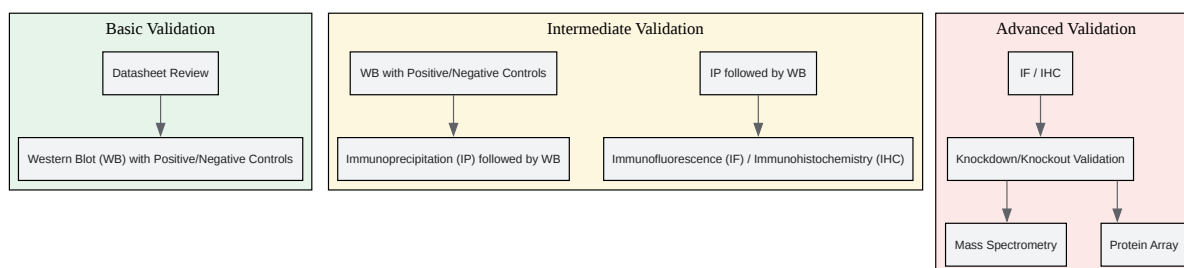 Basic Validation
Datasheet Review
Western Blot (WB) with Positive/Negative Controls
Intermediate Validation
WB with Positive/Negative Controls
IP followed by WB
Immunoprecipitation (IP) followed by WB
Immunofluorescence (IF) / Immunohistochemistry (IHC)
Advanced Validation
IF / IHC
Knockdown/Knockout Validation
Mass Spectrometry
Protein Array